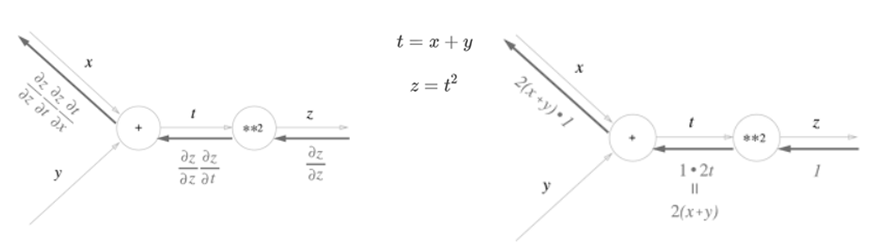 x
∂z/∂z ∂z/∂t ∂t/∂x
+
t
**2
z
∂z/∂z ∂z/∂t
∂z/∂z
y
t = x + y
z = t²
x
2(x+y)•1
+
t
**2
z
1•2t
=
2(x+y)
1
y